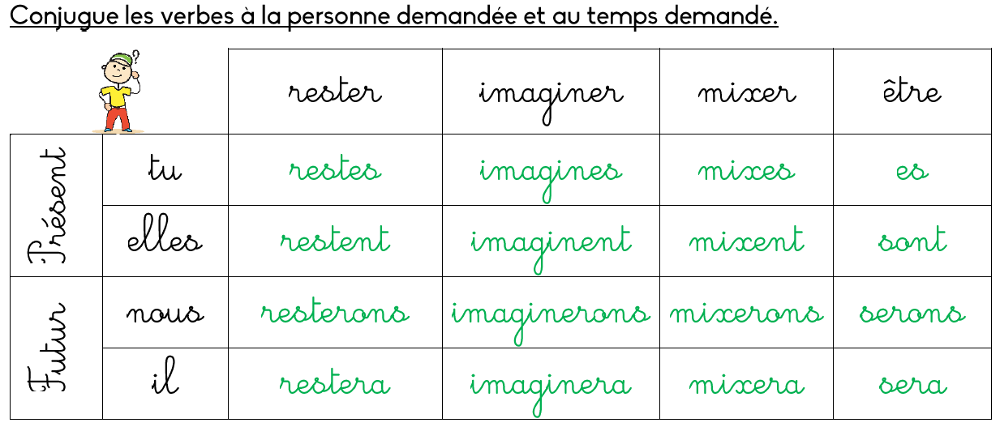 Conjugue les verbes à la personne demandée et au temps demandé.
?
rester imaginer mixer être
Présent
tu restes imagines mixes es
elles restent imaginent mixent sont
Futur
nous resterons imaginerons mixerons serons
il restera imaginera mixera sera